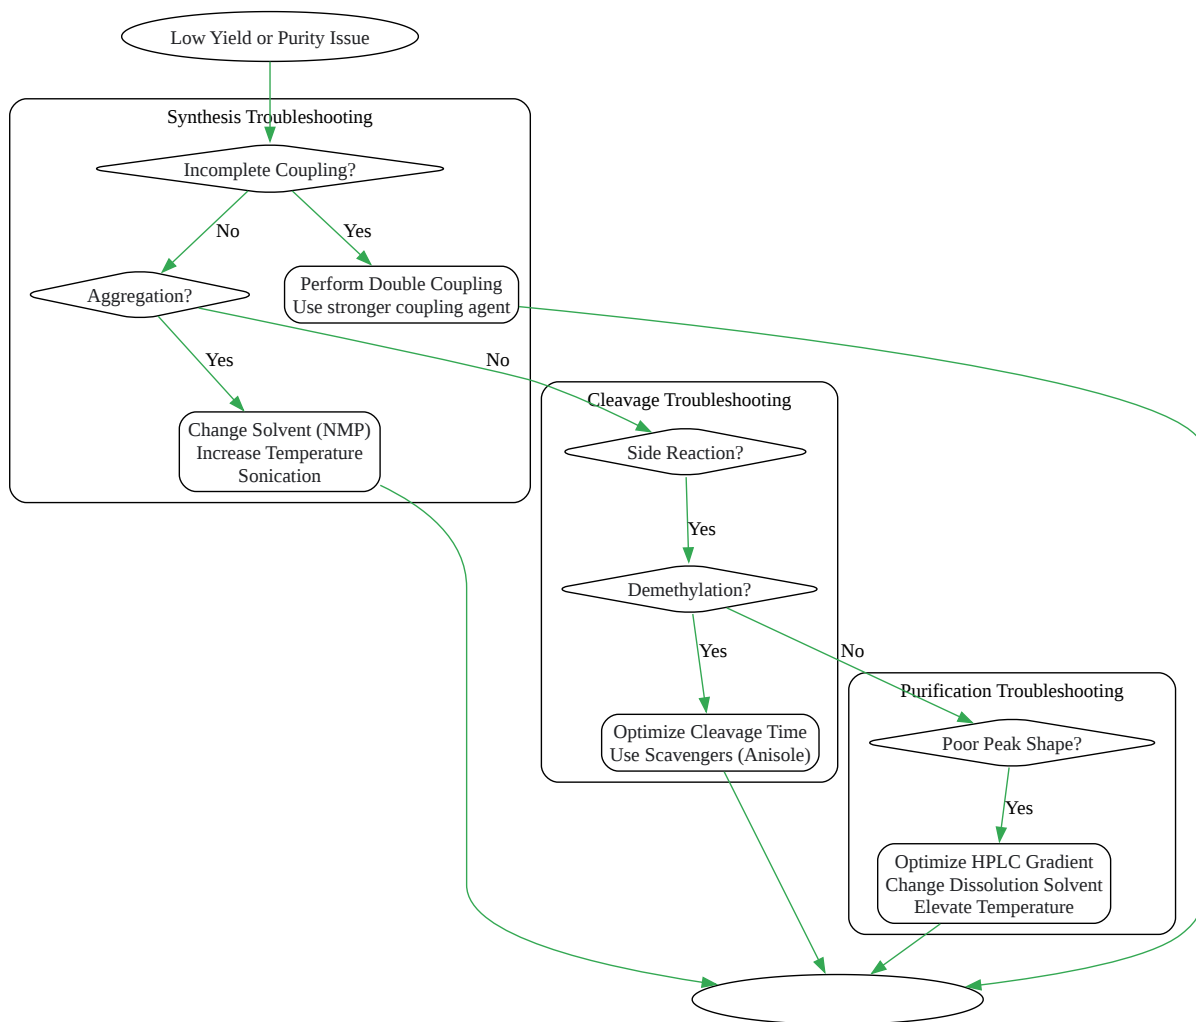 Low Yield or Purity Issue
Synthesis Troubleshooting
Incomplete Coupling?
No
Yes
Perform Double Coupling
Use stronger coupling agent
Aggregation?
Yes
No
Change Solvent (NMP)
Increase Temperature
Sonication
Cleavage Troubleshooting
Side Reaction?
Yes
Demethylation?
Yes
No
Optimize Cleavage Time
Use Scavengers (Anisole)
Purification Troubleshooting
Poor Peak Shape?
Yes
Optimize HPLC Gradient
Change Dissolution Solvent
Elevate Temperature